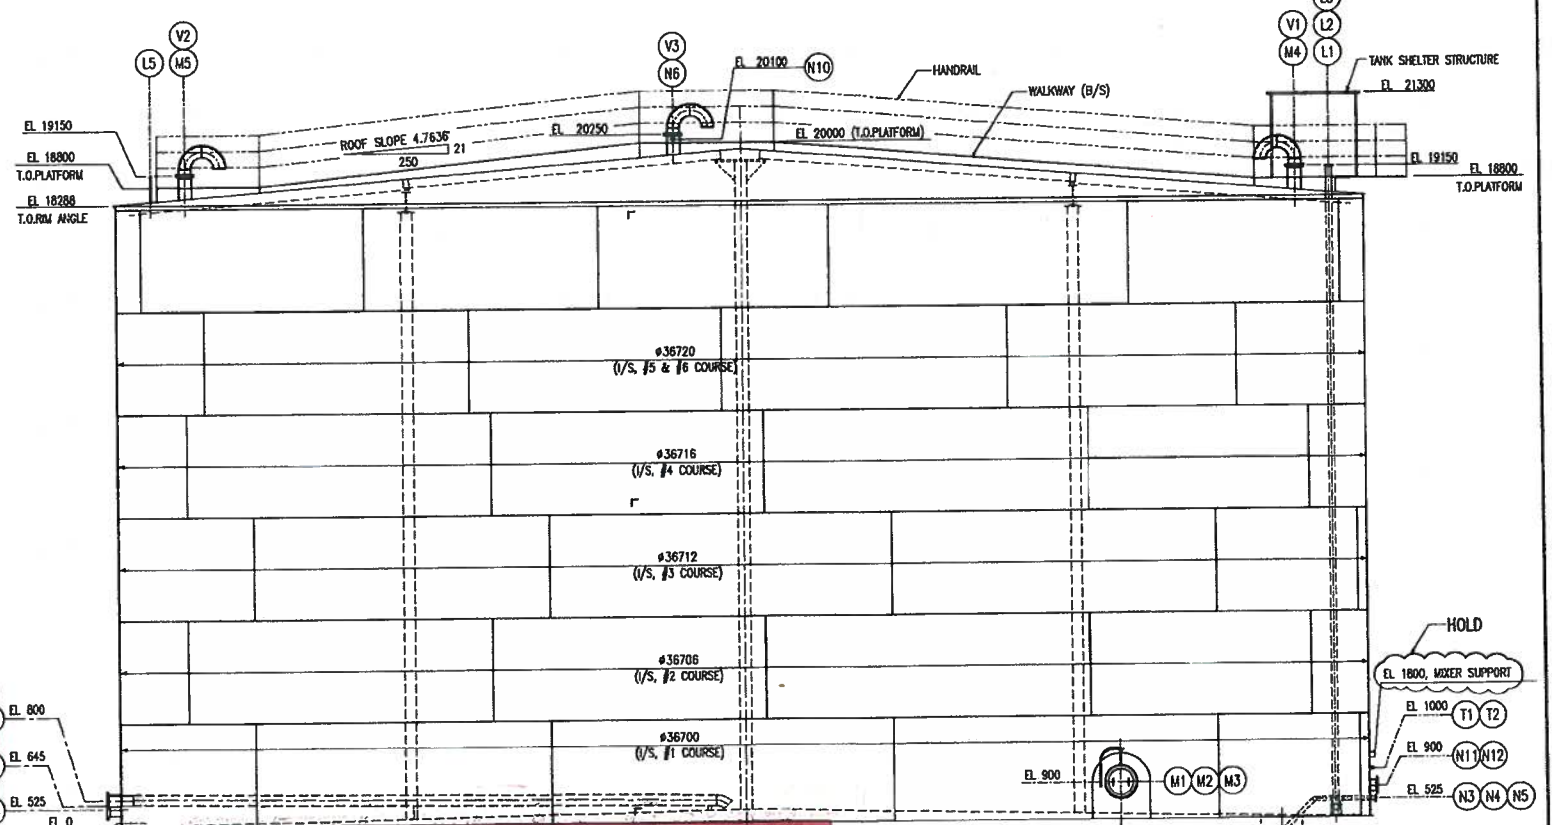 V2
L5
M5
V3
N6
EL 20100
N10
HANDRAIL
WALKWAY (B/S)
V1
M4
L2
L1
TANK SHELTER STRUCTURE
EL 21300
EL 19150
EL 18800
T.O.PLATFORM
EL 18288
T.O.RIM ANGLE
ROOF SLOPE 4.7636°
21
250
EL 20250
EL 20000 (T.O.PLATFORM)
EL 19150
EL 18800
T.O.PLATFORM
ø36720
(I/S, #5 & #6 COURSE)
ø36716
(I/S, #4 COURSE)
ø36712
(I/S, #3 COURSE)
ø36706
(I/S, #2 COURSE)
ø36700
(I/S, #1 COURSE)
HOLD
EL 1800, MIXER SUPPORT
EL 1000
T1 T2
EL 900
N11 N12
EL 525
N3 N4 N5
EL 900
M1 M2 M3
EL 800
EL 645
EL 525
EL 0